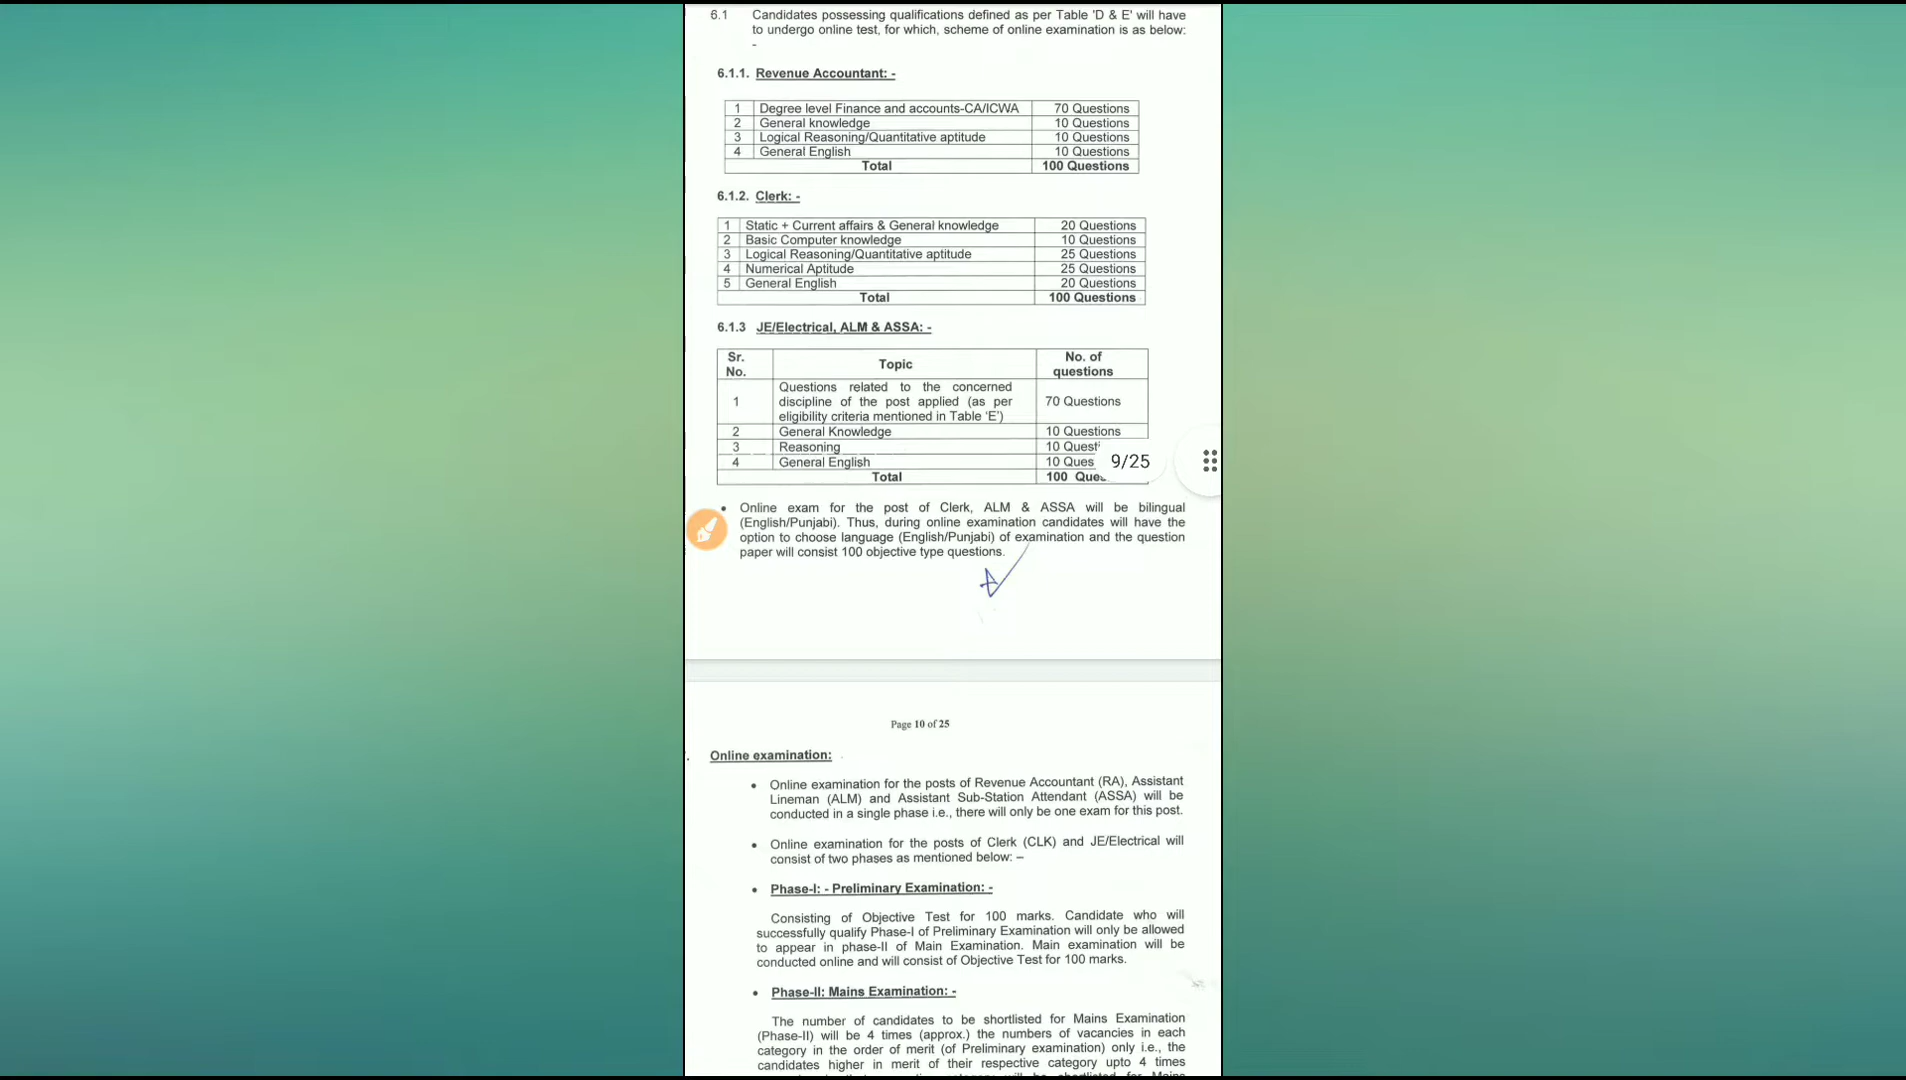 6.1 Candidates possessing qualifications defined as per Table 'D & E' will have
to undergo online test, for which, scheme of online examination is as below:
-
6.1.1. Revenue Accountant: -
1 Degree level Finance and accounts-CA/ICWA 70 Questions
2 General knowledge 10 Questions
3 Logical Reasoning/Quantitative aptitude 10 Questions
4 General English 10 Questions
Total 100 Questions
6.1.2. Clerk: -
1 Static + Current affairs & General knowledge 20 Questions
2 Basic Computer knowledge 10 Questions
3 Logical Reasoning/Quantitative aptitude 25 Questions
4 Numerical Aptitude 25 Questions
5 General English 20 Questions
Total 100 Questions
6.1.3 JE/Electrical, ALM & ASSA: -
Sr. No. Topic No. of questions
1 Questions related to the concerned
discipline of the post applied (as per 70 Questions
eligibility criteria mentioned in Table 'E')
2 General Knowledge 10 Questions
3 Reasoning 10 Questi
4 General English 10 Ques 9/25
Total 100 Que
• Online exam for the post of Clerk, ALM & ASSA will be bilingual
(English/Punjabi). Thus, during online examination candidates will have the
option to choose language (English/Punjabi) of examination and the question
paper will consist 100 objective type questions.
Page 10 of 25
. Online examination:
• Online examination for the posts of Revenue Accountant (RA), Assistant
Lineman (ALM) and Assistant Sub-Station Attendant (ASSA) will be
conducted in a single phase i.e., there will only be one exam for this post.
• Online examination for the posts of Clerk (CLK) and JE/Electrical will
consist of two phases as mentioned below: –
• Phase-I: - Preliminary Examination: -
Consisting of Objective Test for 100 marks. Candidate who will
successfully qualify Phase-I of Preliminary Examination will only be allowed
to appear in phase-II of Main Examination. Main examination will be
conducted online and will consist of Objective Test for 100 marks.
• Phase-II: Mains Examination: -
The number of candidates to be shortlisted for Mains Examination
(Phase-II) will be 4 times (approx.) the numbers of vacancies in each
category in the order of merit (of Preliminary examination) only i.e., the
candidates higher in merit of their respective category upto 4 times